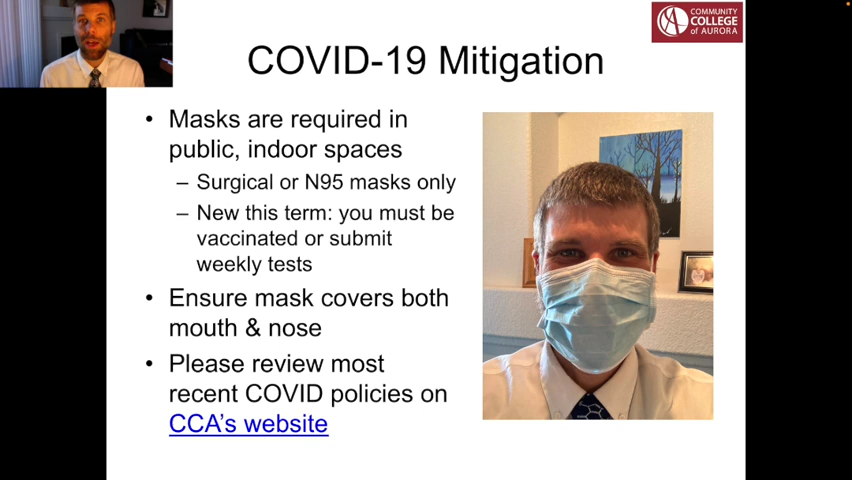 COMMUNITY
COLLEGE
of AURORA
COVID-19 Mitigation
• Masks are required in
public, indoor spaces
– Surgical or N95 masks only
– New this term: you must be
vaccinated or submit
weekly tests
• Ensure mask covers both
mouth & nose
• Please review most
recent COVID policies on
CCA's website